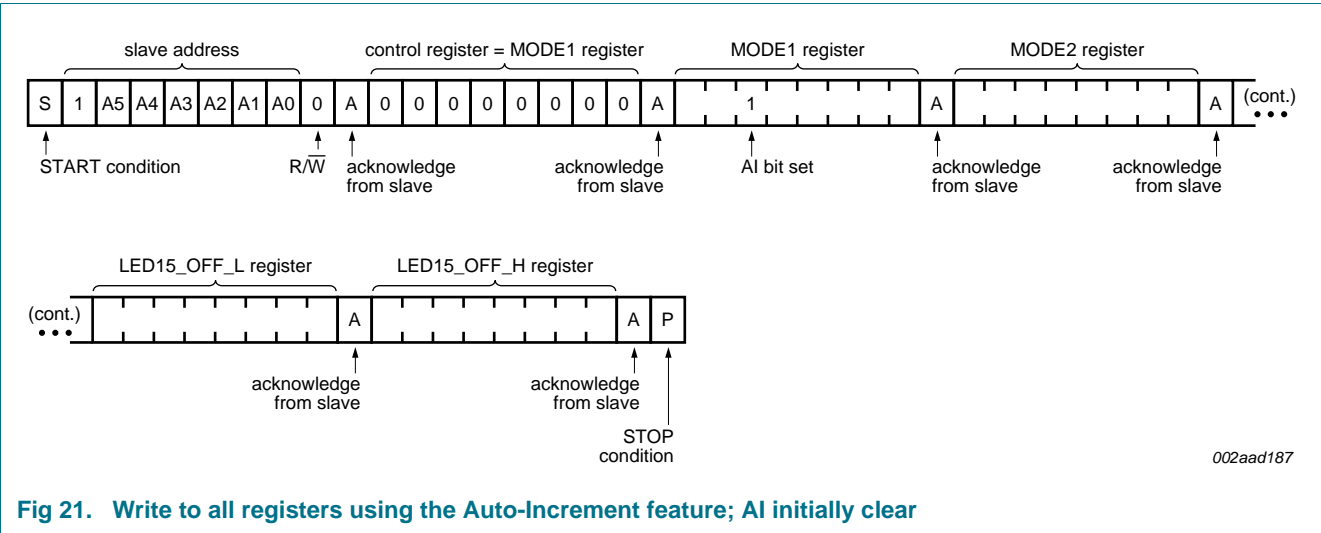 slave address control register = MODE1 register MODE1 register MODE2 register
S 1 A5 A4 A3 A2 A1 A0 0 A 0 0 0 0 0 0 0 0 A 1 A A (cont.)
START condition R/W̅ acknowledge from slave acknowledge from slave AI bit set acknowledge from slave acknowledge from slave
LED15_OFF_L register LED15_OFF_H register
(cont.) A A P
acknowledge from slave acknowledge from slave
STOP condition
002aad187
Fig 21. Write to all registers using the Auto-Increment feature; AI initially clear